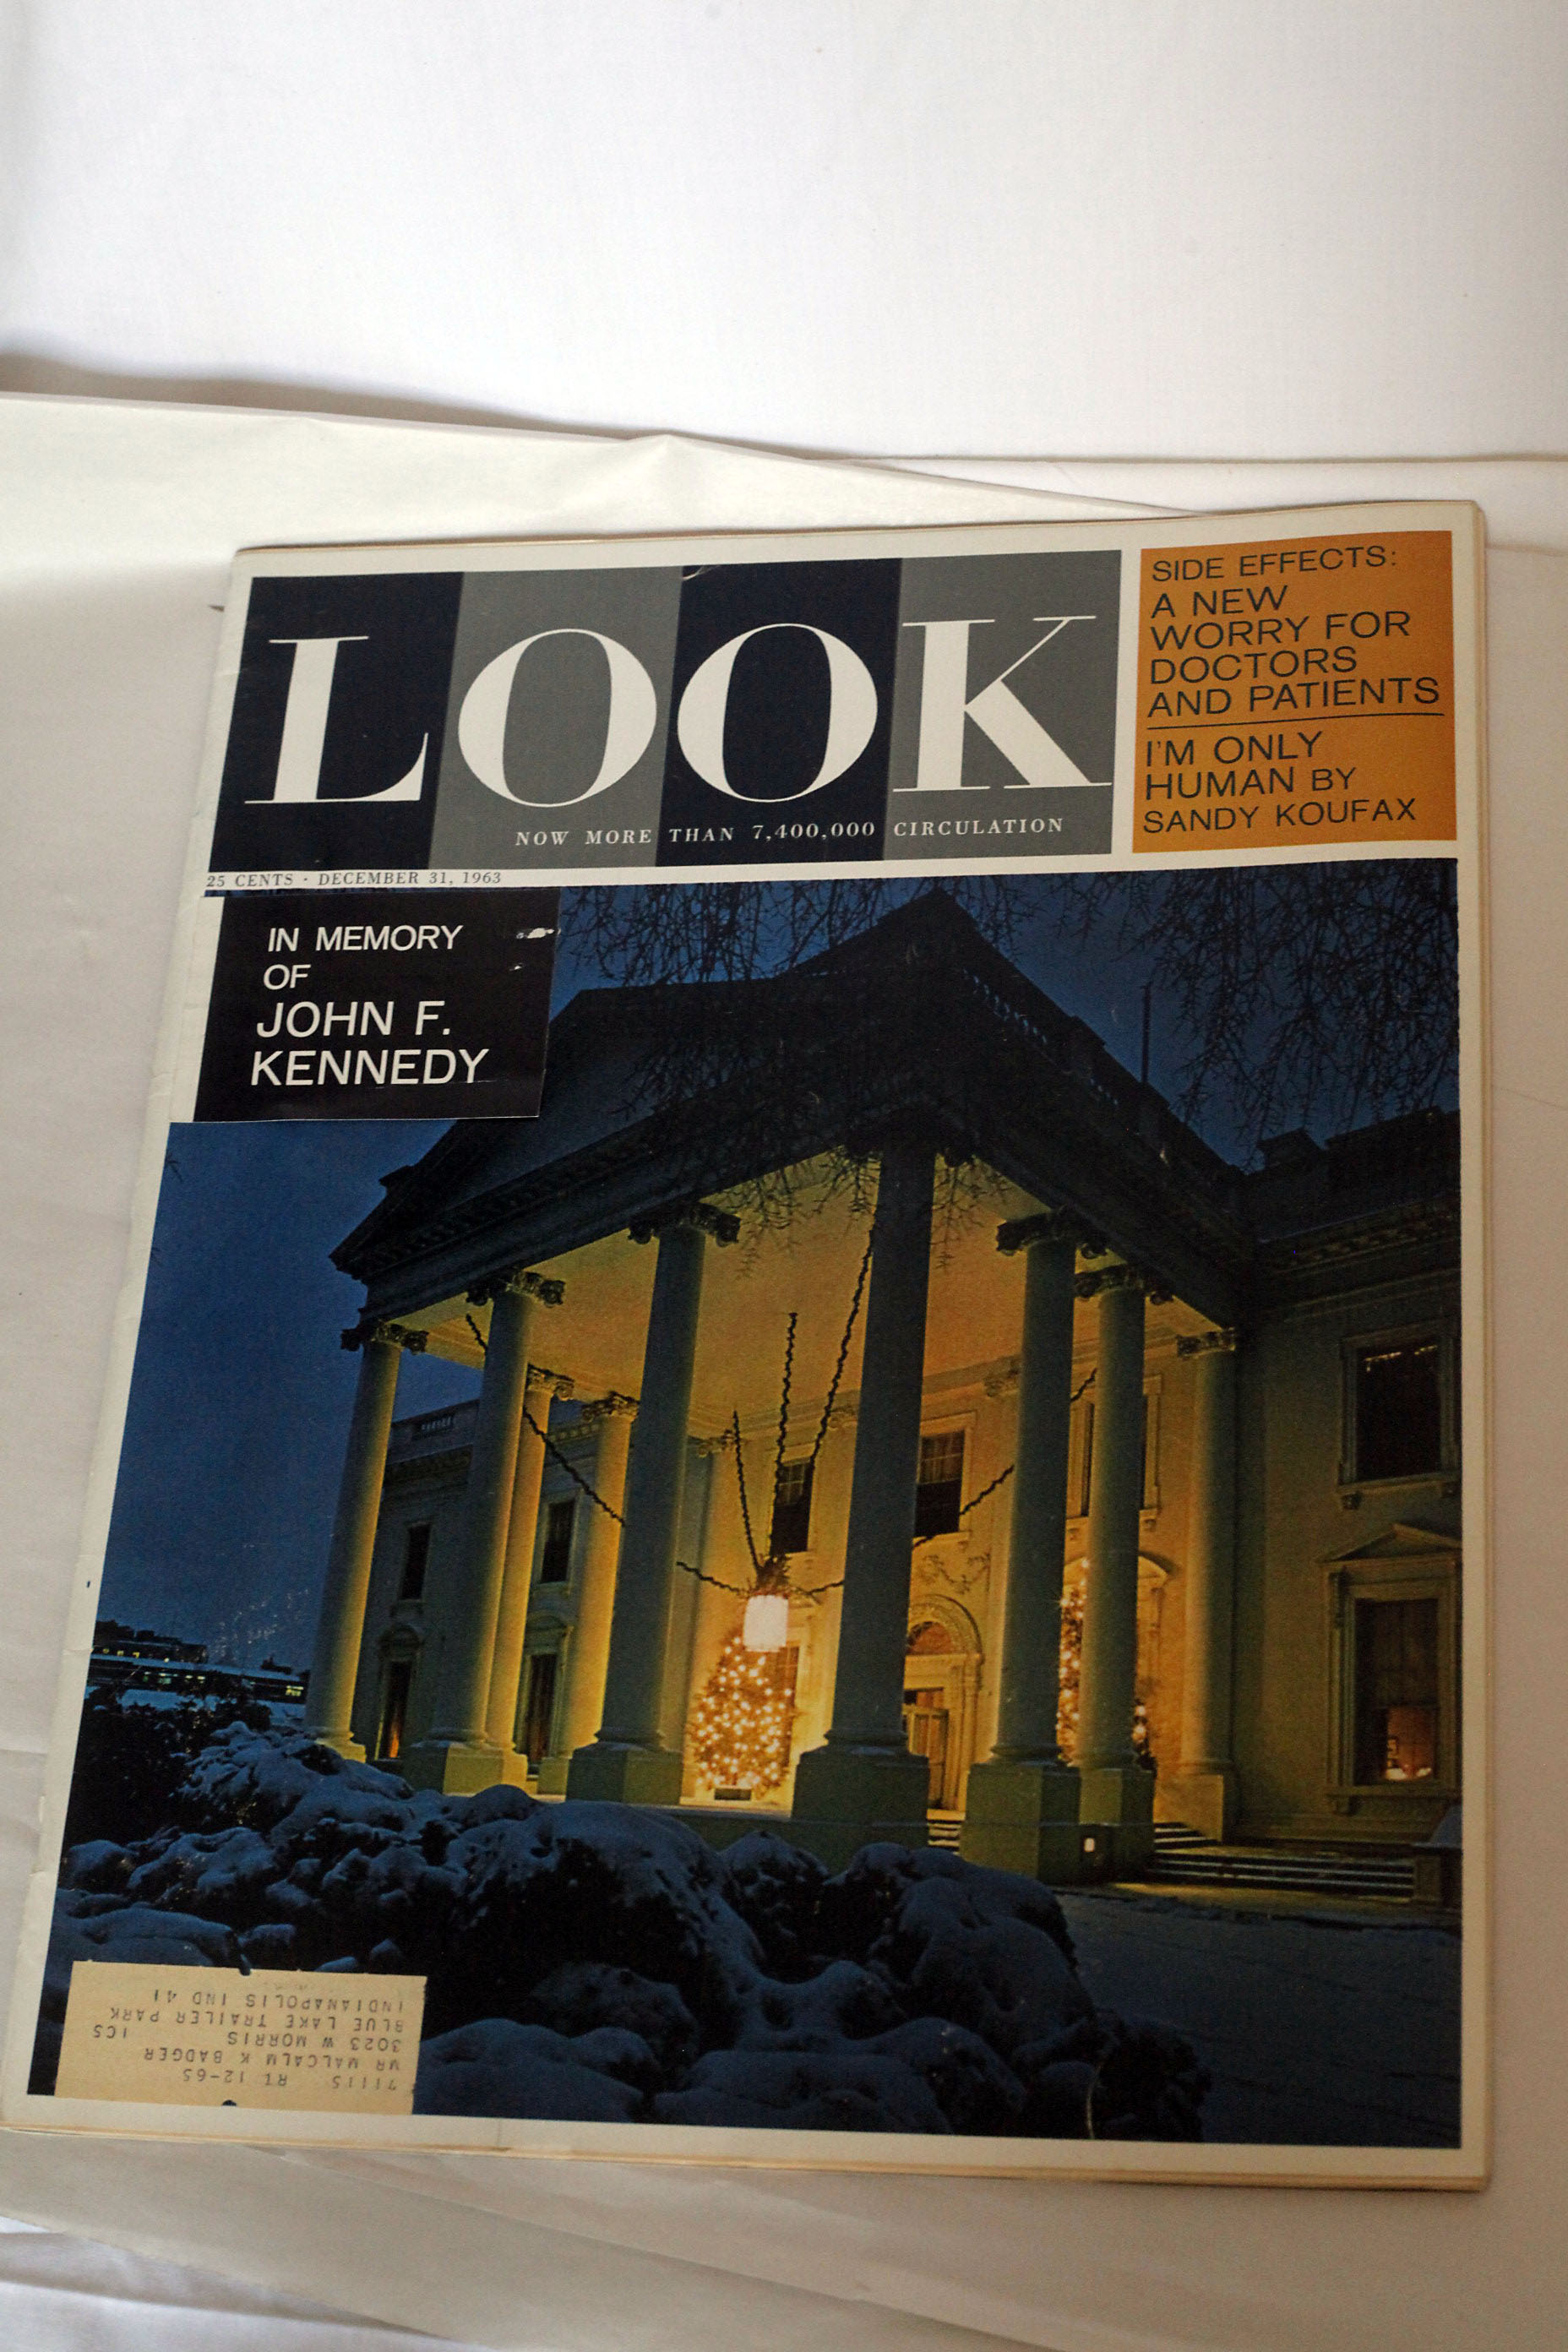 LOOK
NOW MORE THAN 7,400,000 CIRCULATION
SIDE EFFECTS:
A NEW
WORRY FOR
DOCTORS
AND PATIENTS
I'M ONLY
HUMAN BY
SANDY KOUFAX
25 CENTS · DECEMBER 31, 1963
IN MEMORY
OF
JOHN F.
KENNEDY
71115 RT 12-65
MR MALCALM K BADGER
3023 W MORRIS ICS
BLUE LAKE TRAILER PARK
INDIANAPOLIS IND 41